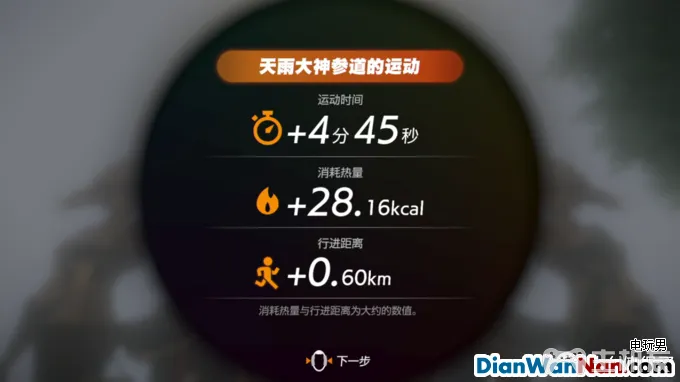 天雨大神参道的运动
运动时间
+4分 45秒
消耗热量
+28.16kcal
行进距离
+0.60km
消耗热量与行进距离为大约的数值。
下一步
电玩男
DianWanNan.com